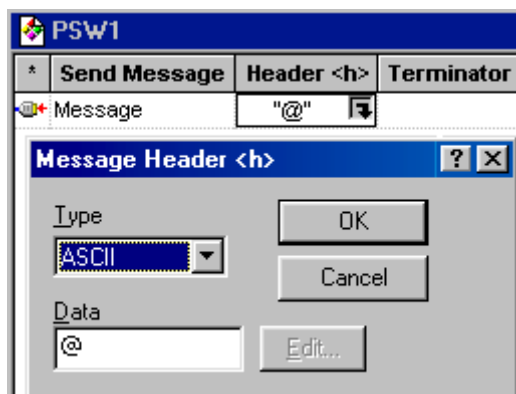 PSW1
* Send Message Header <h> Terminator
Message "@"
Message Header <h> ?
Type
ASCII
OK
Cancel
Data
@
Edit...